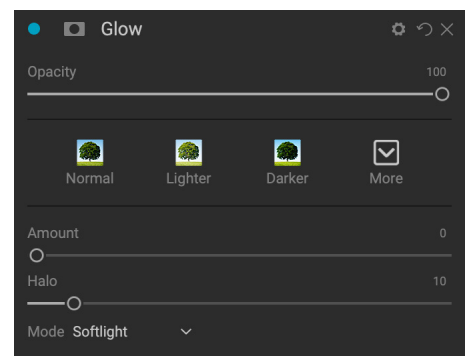 Glow
Opacity 100
Normal Lighter Darker More
Amount 0
Halo 10
Mode Softlight